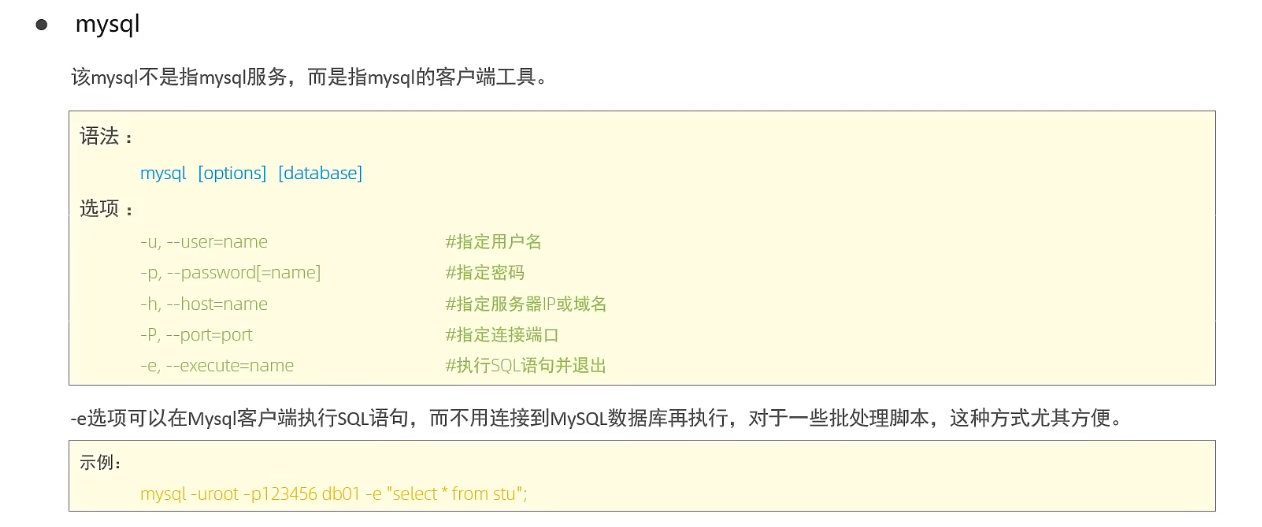 ● mysql
该mysql不是指mysql服务，而是指mysql的客户端工具。
语法：
mysql [options] [database]
选项：
-u, --user=name #指定用户名
-p, --password[=name] #指定密码
-h, --host=name #指定服务器IP或域名
-P, --port=port #指定连接端口
-e, --execute=name #执行SQL语句并退出
-e选项可以在Mysql客户端执行SQL语句，而不用连接到MySQL数据库再执行，对于一些批处理脚本，这种方式尤其方便。
示例：
mysql -uroot –p123456 db01 -e "select * from stu";